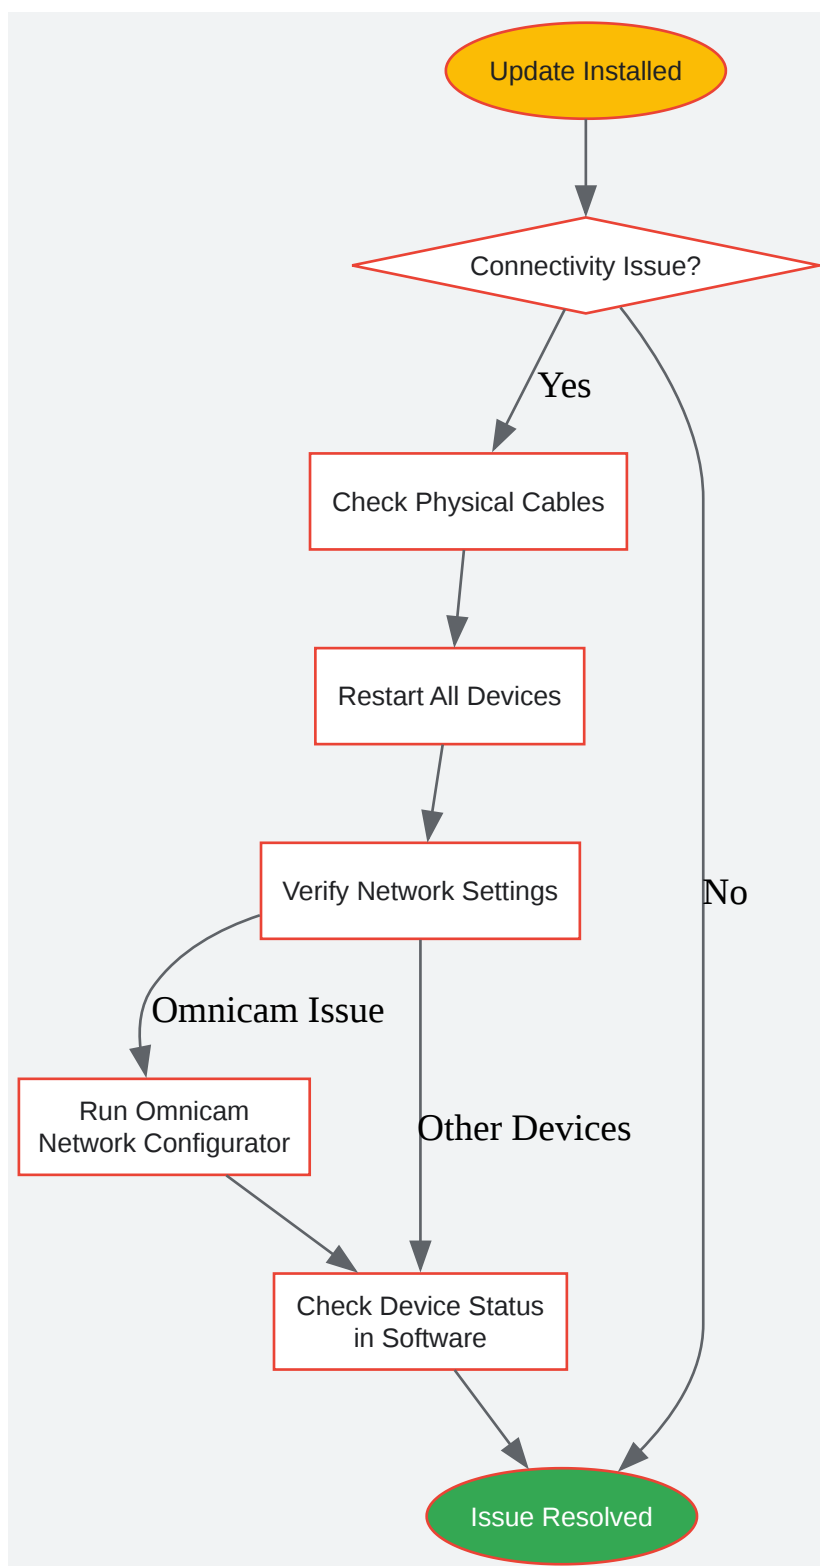 Update Installed
Connectivity Issue?
Yes
Check Physical Cables
Restart All Devices
Verify Network Settings
No
Omnicam Issue
Run Omnicam
Network Configurator
Other Devices
Check Device Status
in Software
Issue Resolved